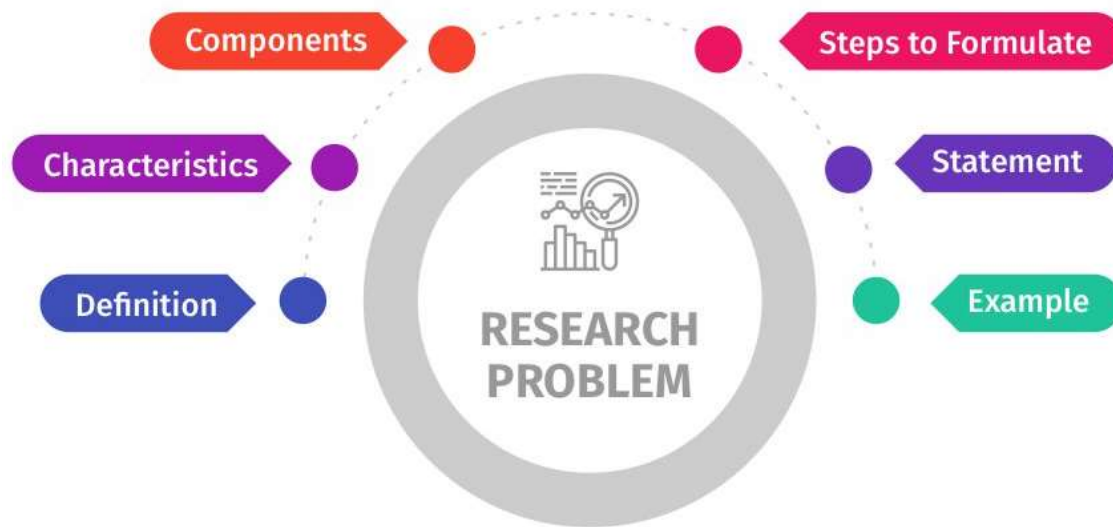 Components
Steps to Formulate
Characteristics
Statement
Definition
Example
RESEARCH
PROBLEM